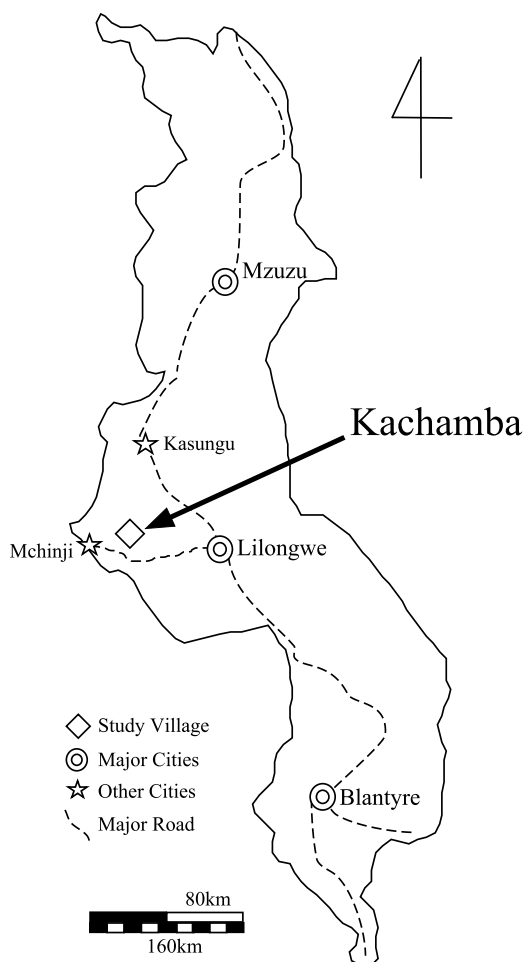 Mzuzu
Kachamba
Kasungu
Mchinji
Lilongwe
Study Village
Major Cities
Other Cities
Blantyre
Major Road
80km
160km